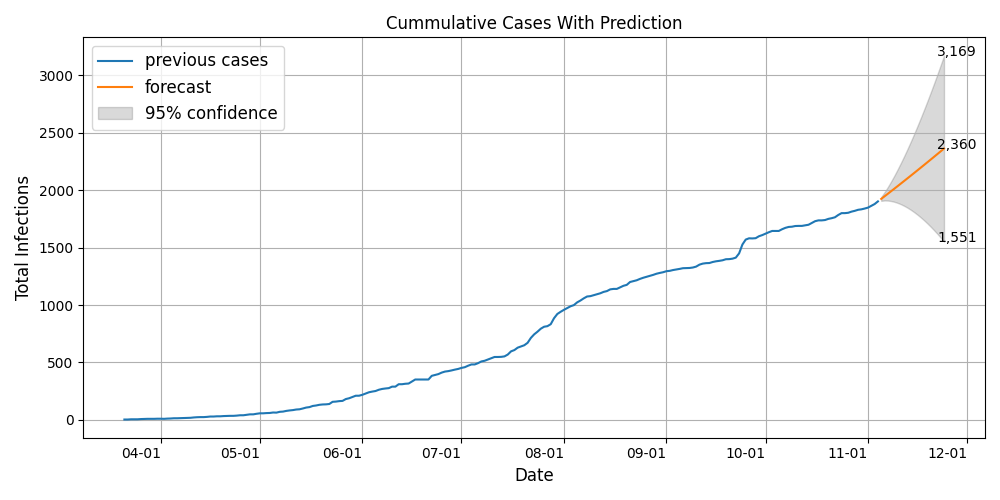 Cummulative Cases With Prediction
previous cases
forecast
95% confidence
3,169
2,360
1,551
3000
2500
2000
1500
1000
500
0
Total Infections
04-01 05-01 06-01 07-01 08-01 09-01 10-01 11-01 12-01
Date